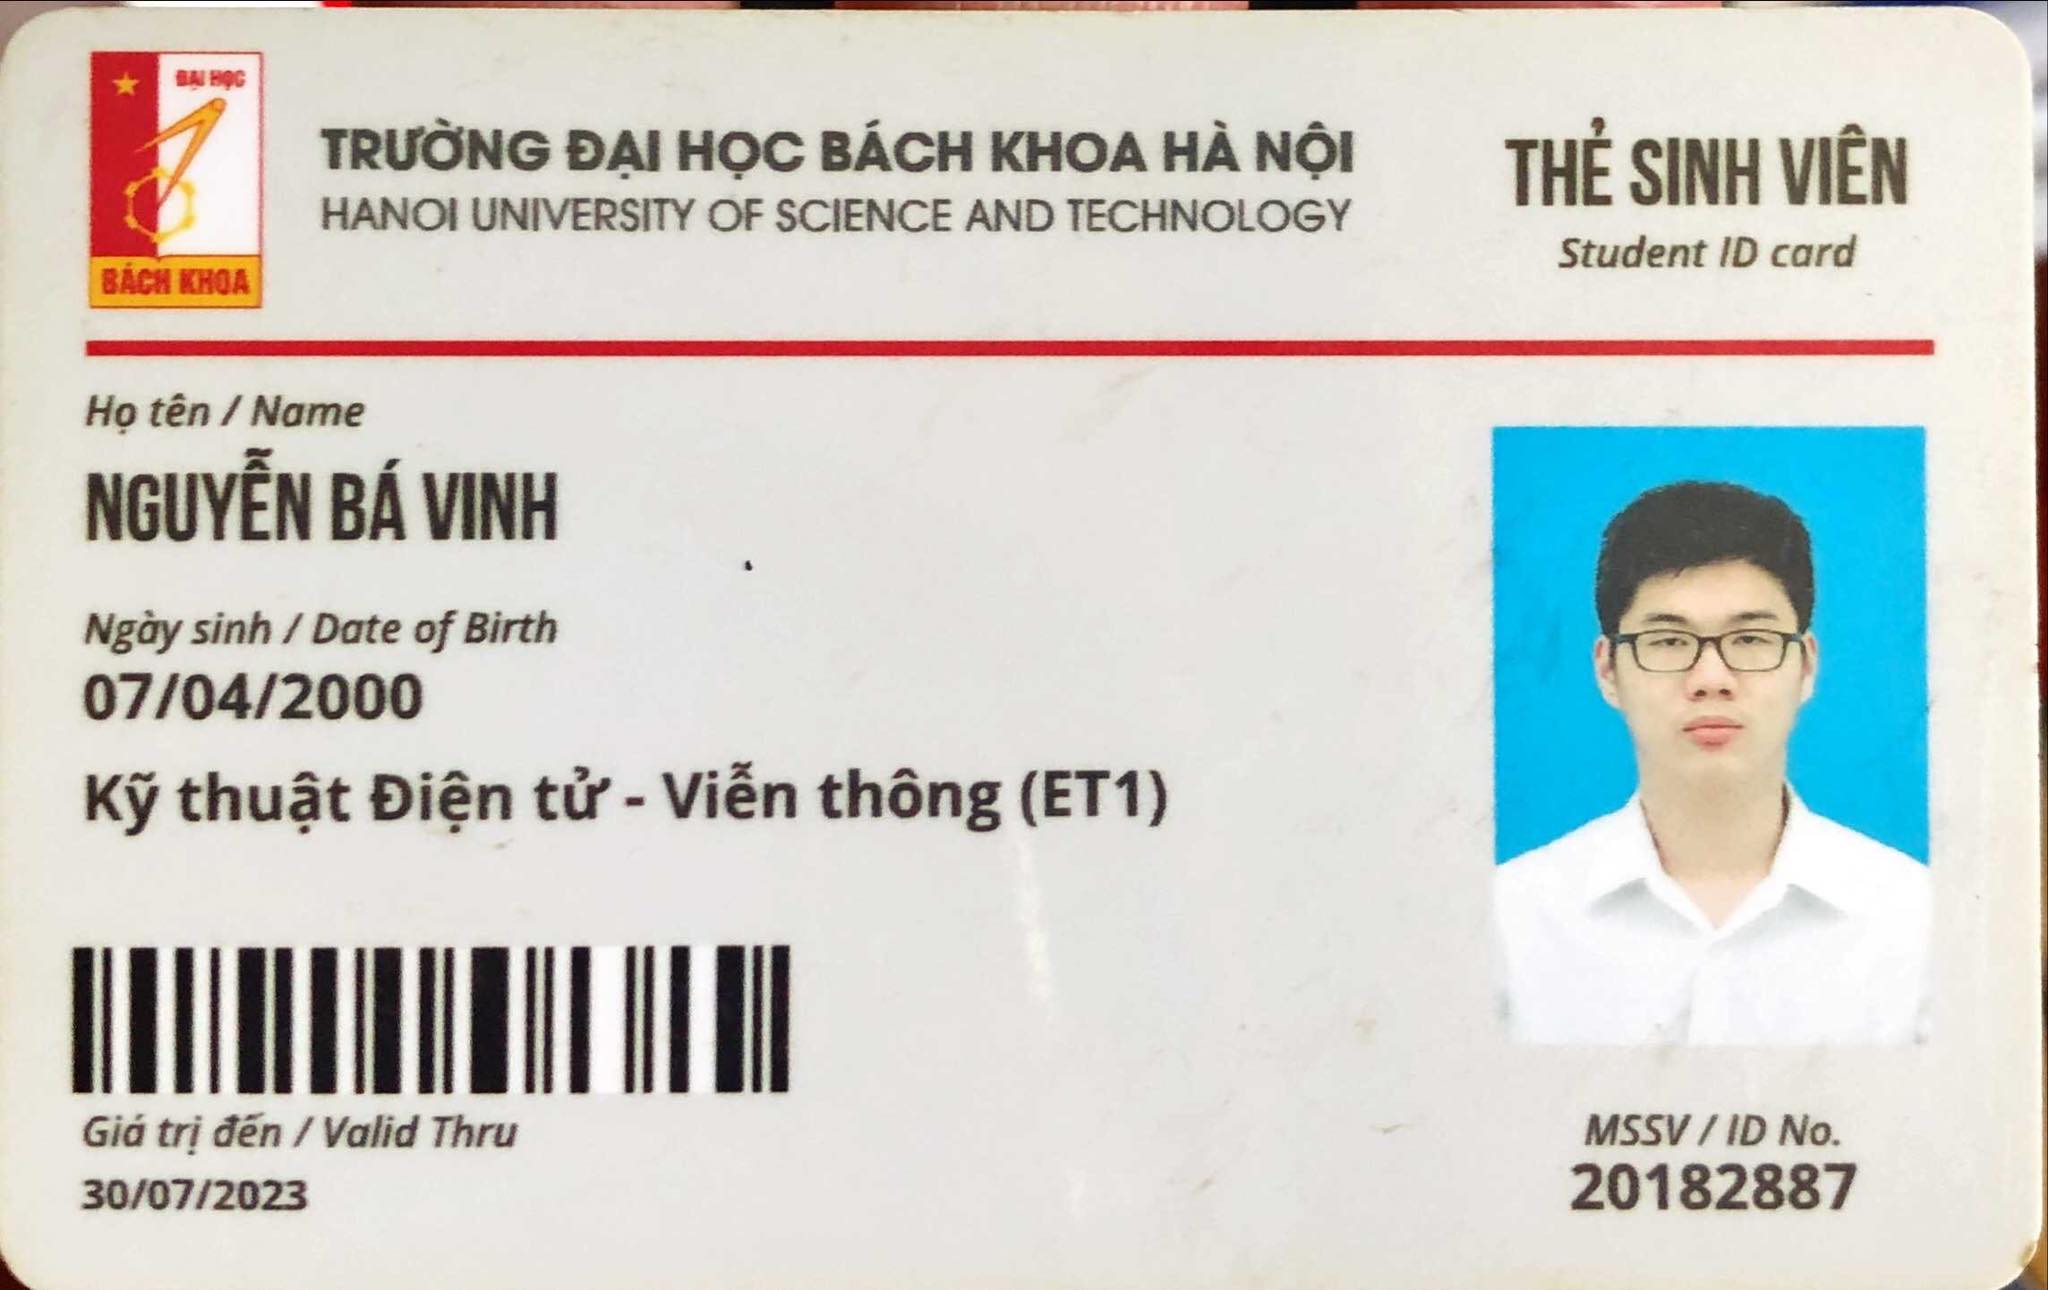 ĐẠI HỌC
BÁCH KHOA
TRƯỜNG ĐẠI HỌC BÁCH KHOA HÀ NỘI
HANOI UNIVERSITY OF SCIENCE AND TECHNOLOGY
THẺ SINH VIÊN
Student ID card
Họ tên / Name
NGUYỄN BÁ VINH
Ngày sinh / Date of Birth
07/04/2000
Kỹ thuật Điện tử - Viễn thông (ET1)
Giá trị đến / Valid Thru
30/07/2023
MSSV / ID No.
20182887